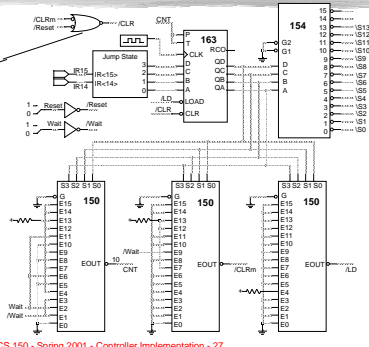 /CLRm
/Reset
/CLR
CNT
163
P
T
CLK
D
C
B
A
LOAD
CLR
RCO
QD
QC
QB
QA
154
G2
G1
D
C
B
A
15
14
13
12
11
10
9
8
7
6
5
4
3
2
1
0
\S13
\S12
\S11
\S10
\S9
\S8
\S7
\S6
\S5
\S4
\S3
\S2
\S1
\S0
Jump State
IR15
IR14
IR<15>
IR<14>
3
2
1
0
/LD
/CLR
1
0
Reset
/Reset
1
0
Wait
/Wait
S3 S2 S1 S0
G
150
E15
E14
E13
E12
E11
E10
E9
E8
E7
E6
E5
E4
E3
E2
E1
E0
EOUT
10
CNT
Wait
/Wait
S3 S2 S1 S0
G
150
E15
E14
E13
E12
E11
E10
E9
E8
E7
E6
E5
E4
E3
E2
E1
E0
/Wait
EOUT
/CLRm
S3 S2 S1 S0
G
150
E15
E14
E13
E12
E11
E10
E9
E8
E7
E6
E5
E4
E3
E2
E1
E0
EOUT
/LD
CS 150 - Spring 2001 - Controller Implementation - 27